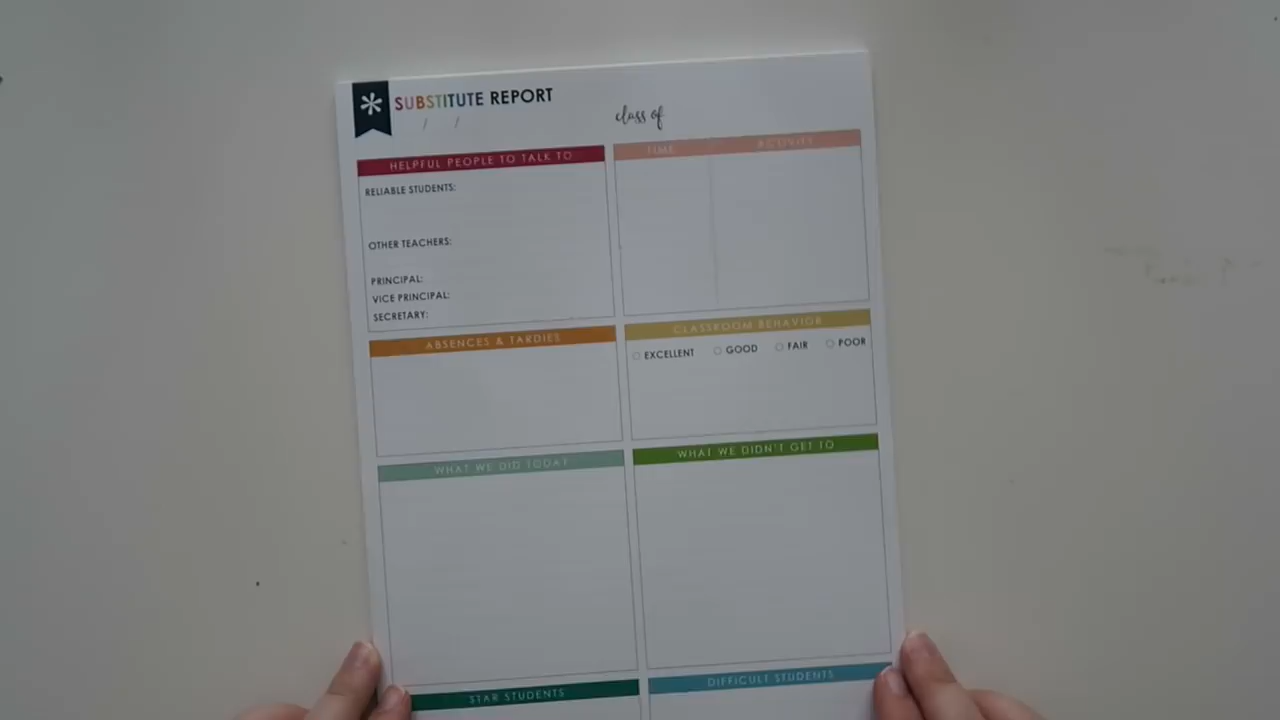 * SUBSTITUTE REPORT
/ /
class of
HELPFUL PEOPLE TO TALK TO
RELIABLE STUDENTS:
OTHER TEACHERS:
PRINCIPAL:
VICE PRINCIPAL:
SECRETARY:
TIME ACTIVITY
ABSENCES & TARDIES
CLASSROOM BEHAVIOR
EXCELLENT GOOD FAIR POOR
WHAT WE DID TODAY
WHAT WE DIDN'T GET TO
STAR STUDENTS
DIFFICULT STUDENTS